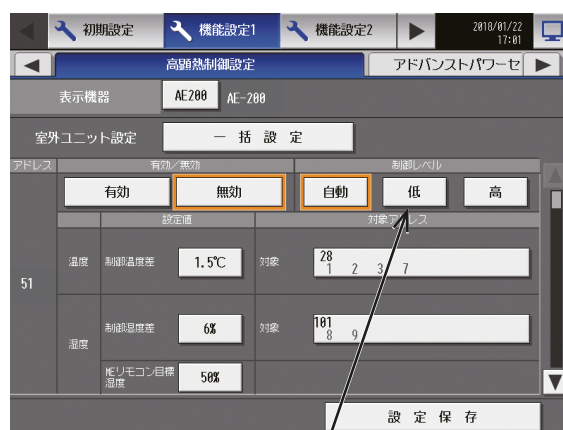 初期設定 機能設定1 機能設定2 2018/01/22
17:01
高顕熱制御設定 アドバンストパワーセ
表示機器 AE200 AE-200
室外ユニット設定 一 括 設 定
アドレス 有効/無効 制御レベル
有効 無効 自動 低 高
設定値 対象アドレス
51
温度 制御温度差 1.5℃ 対象 28
1 2 3 7
湿度 制御湿度差 6% 対象 101
8 9
MEリモコン目標
湿度 50%
設 定 保 存